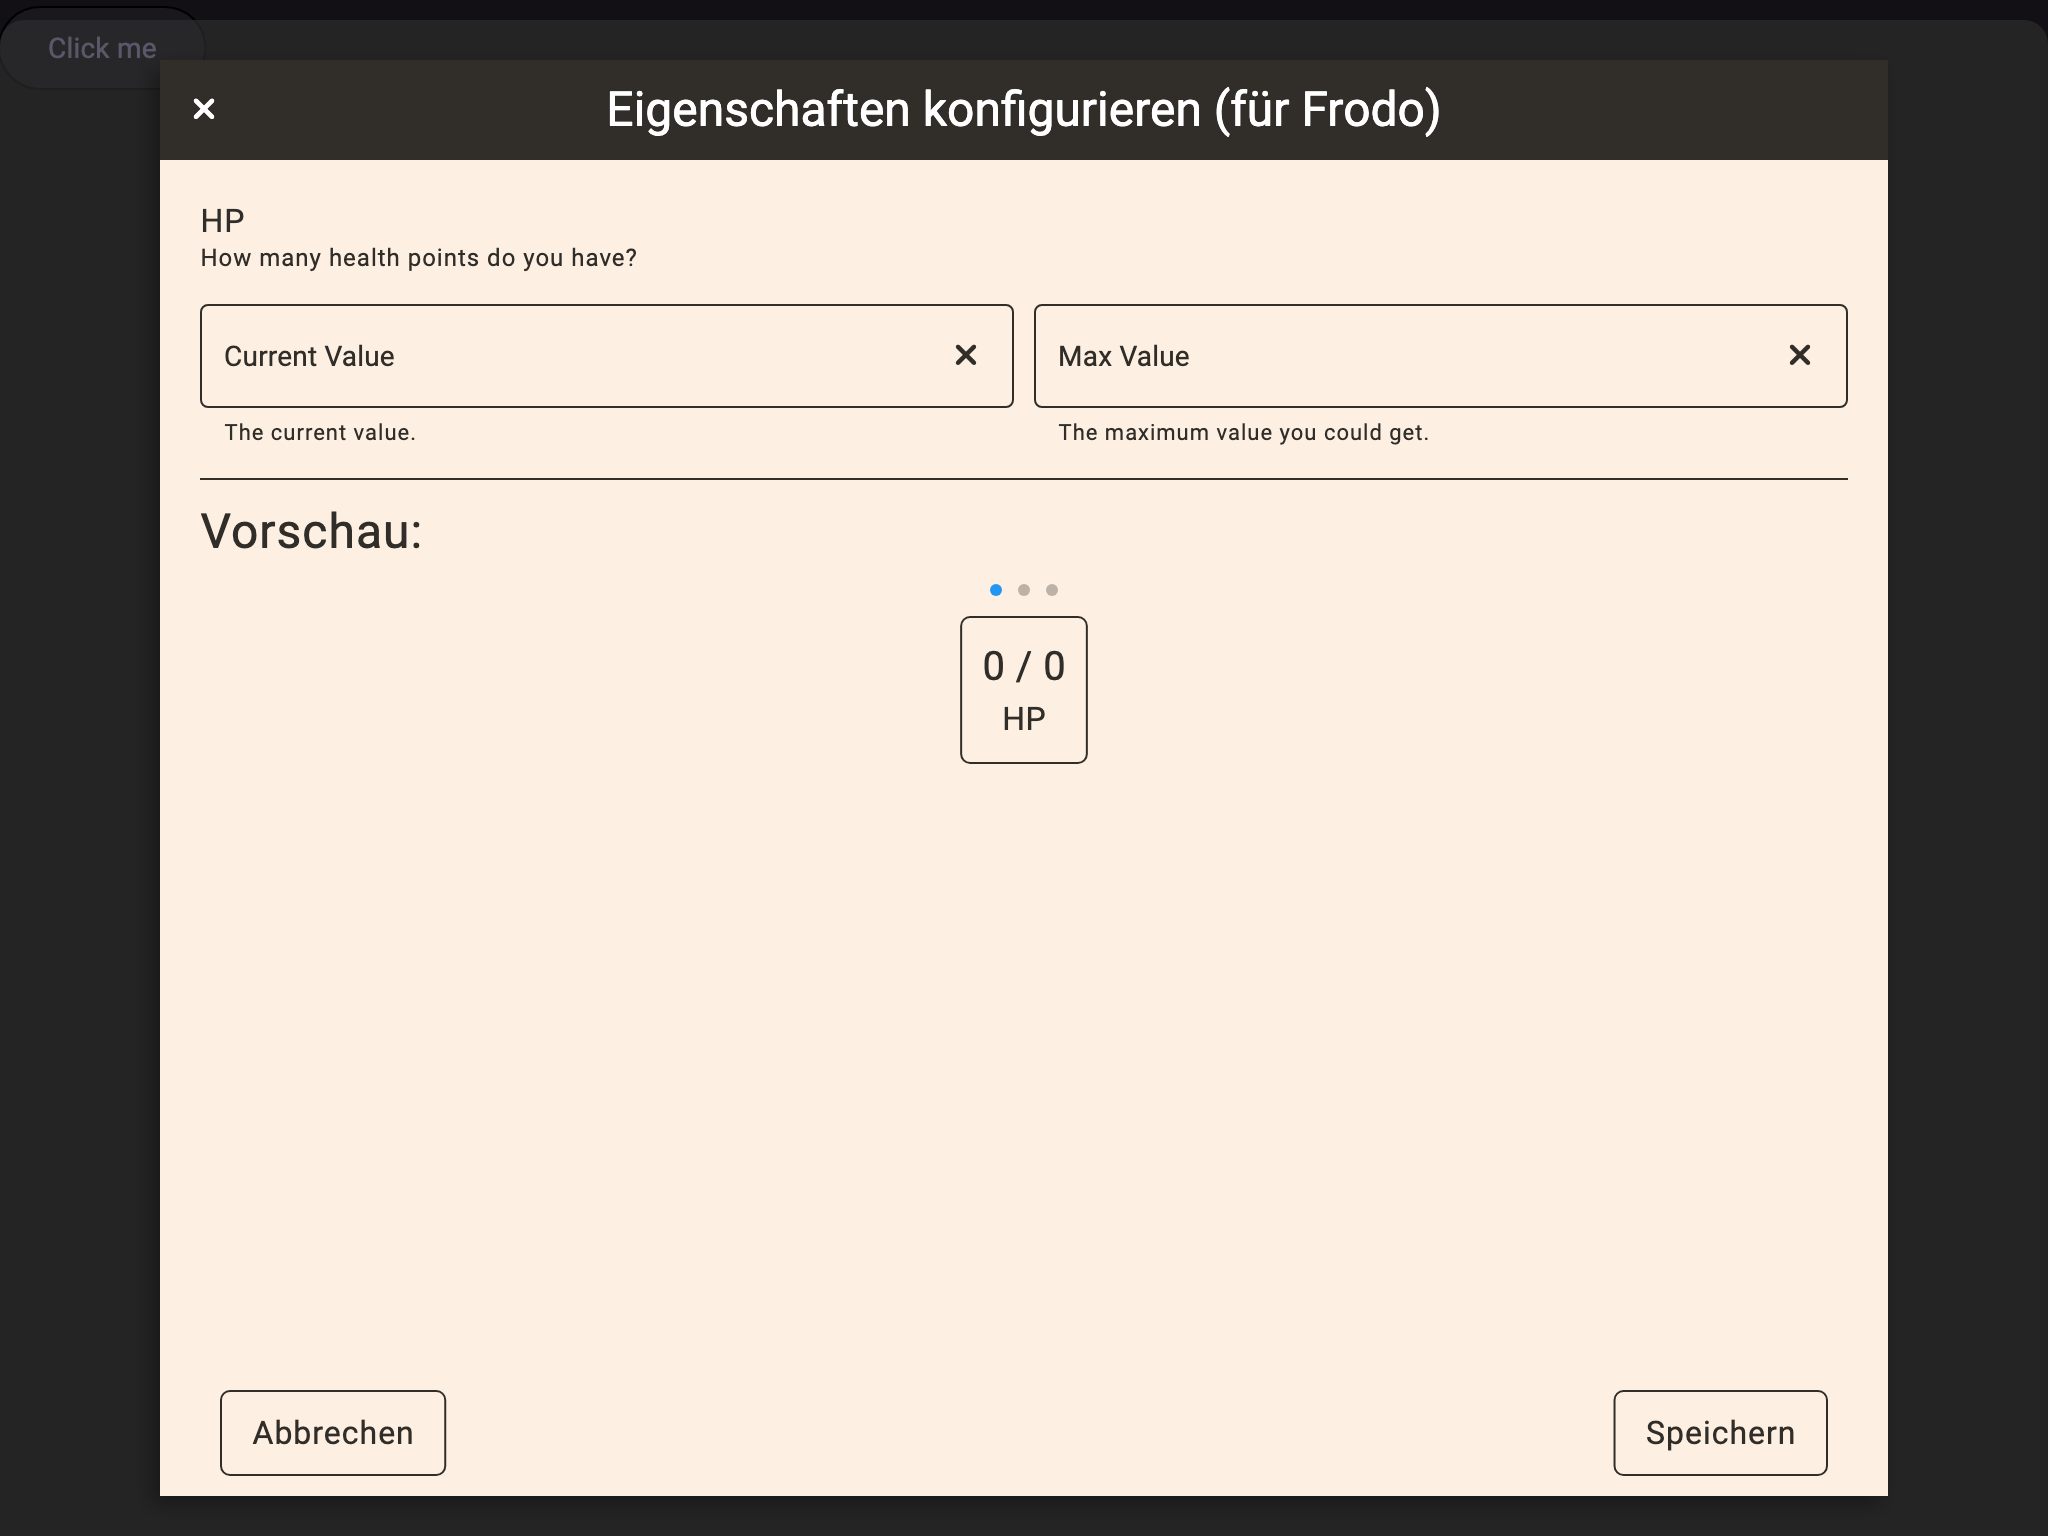 Click me
Eigenschaften konfigurieren (für Frodo)
HP
How many health points do you have?
Current Value
Max Value
The current value.
The maximum value you could get.
Vorschau:
0 / 0
HP
Abbrechen
Speichern